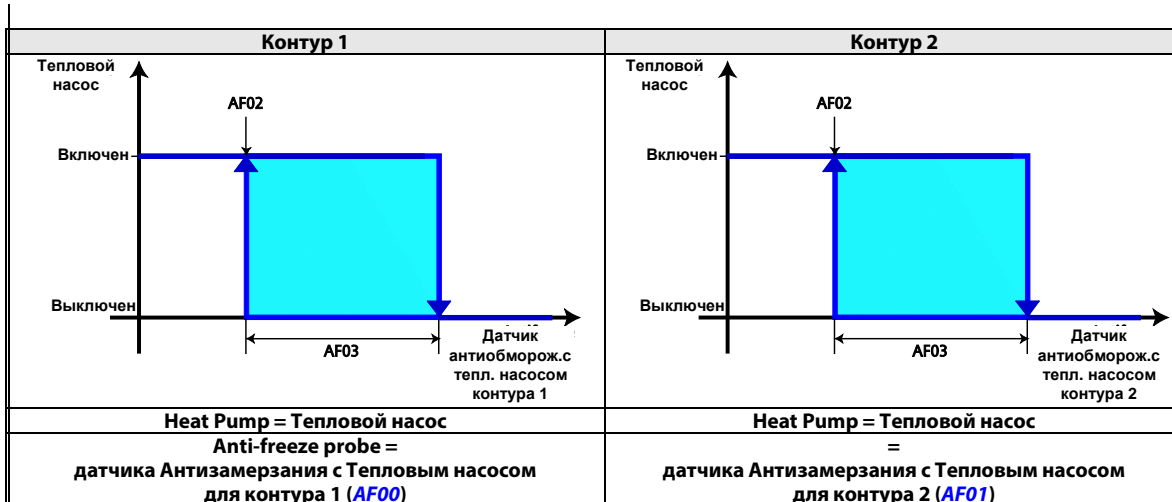 Контур 1
Контур 2
Тепловой
насос
AF02
Включен
Выключен
AF03
Датчик
антиобморож.с
тепл. насосом
контура 1
Тепловой
насос
AF02
Включен
Выключен
AF03
Датчик
антиобморож.с
тепл. насосом
контура 2
Heat Pump = Тепловой насос
Heat Pump = Тепловой насос
Anti-freeze probe =
датчика Антизамерзания с Тепловым насосом
для контура 1 (AF00)
=
датчика Антизамерзания с Тепловым насосом
для контура 2 (AF01)